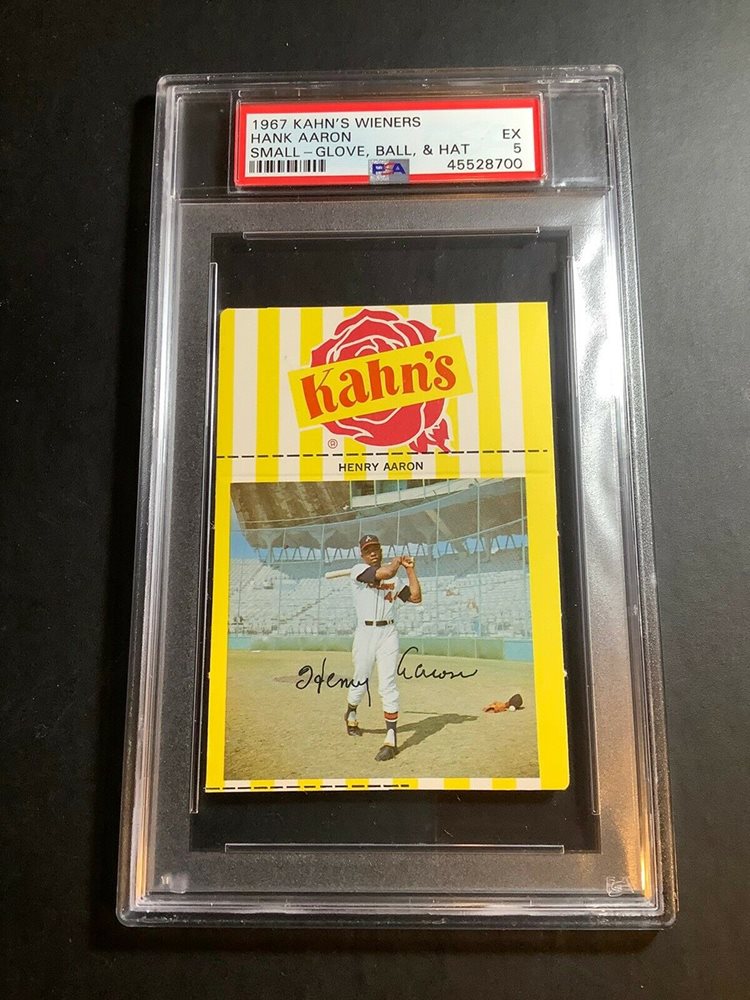 1967 KAHN'S WIENERS
HANK AARON EX
SMALL - GLOVE, BALL, & HAT 5
PSA 45528700
Kahn's
®
HENRY AARON
Henry Aaron